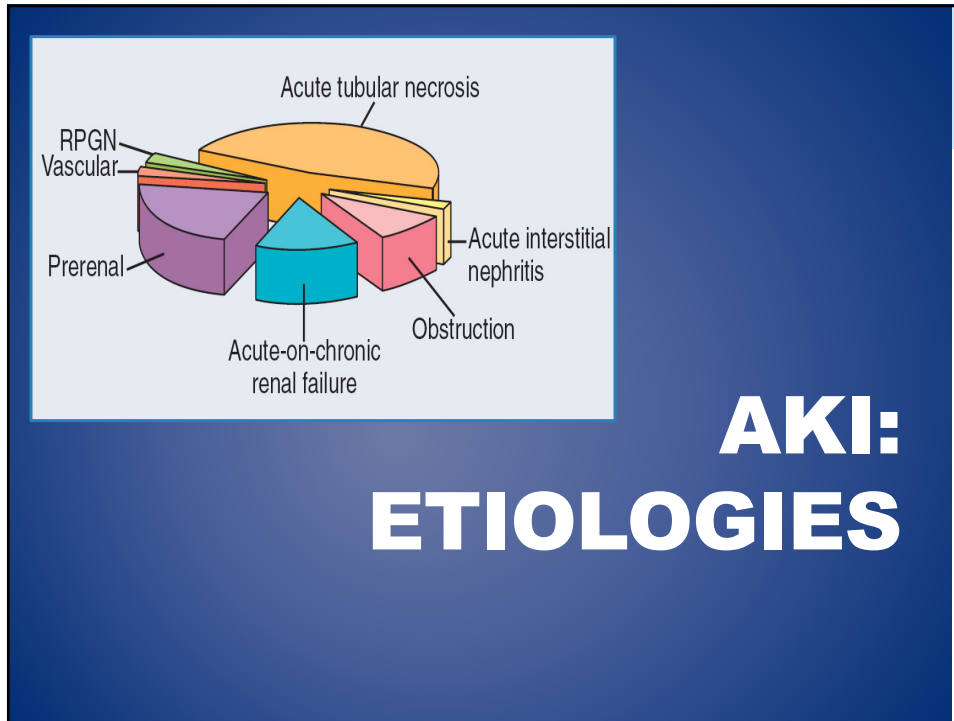 Acute tubular necrosis
RPGN
Vascular
Prerenal
Acute interstitial
nephritis
Obstruction
Acute-on-chronic
renal failure
AKI:
ETIOLOGIES